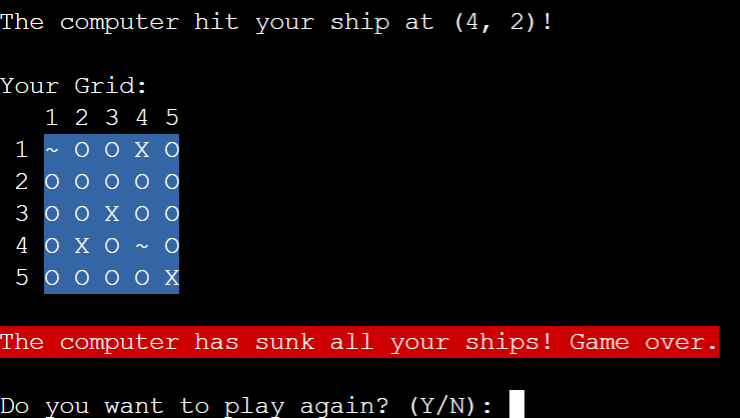 The computer hit your ship at (4, 2)!
Your Grid:
1 2 3 4 5
1 ~ O O X O
2 O O O O O
3 O O X O O
4 O X O ~ O
5 O O O O X
The computer has sunk all your ships! Game over.
Do you want to play again? (Y/N):